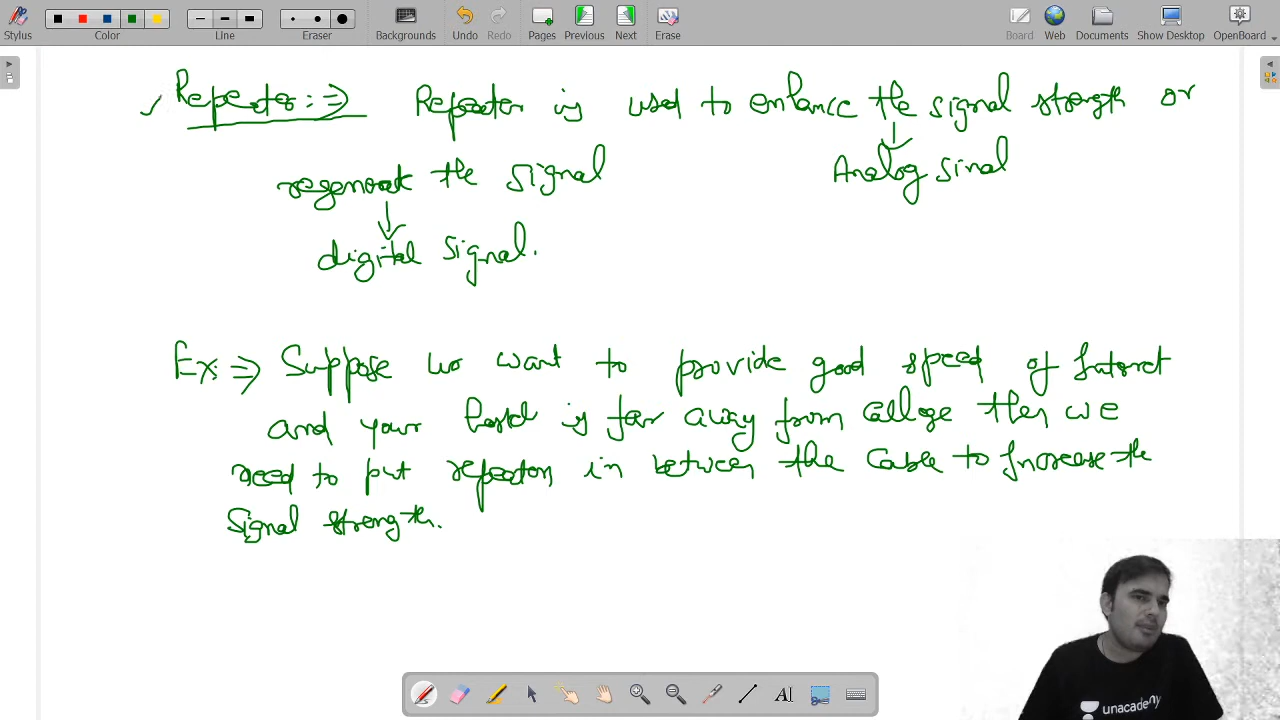 Stylus Color Line Eraser Backgrounds Undo Redo Pages Previous Next Erase Board Web Documents Show Desktop OpenBoard
Repeater :⇒ Repeater is used to enhance the signal strength or
Analog sinal
regenerate the signal
digital signal.
Ex:⇒ Suppose we want to provide good speed of Internet
and your hostel is far away from college then we
need to put repeaters in between the cable to increase the
signal strength.
unacademy